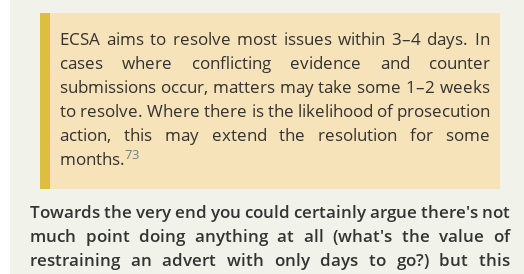 ECSA aims to resolve most issues within 3–4 days. In
cases where conflicting evidence and counter
submissions occur, matters may take some 1–2 weeks
to resolve. Where there is the likelihood of prosecution
action, this may extend the resolution for some
months.73
Towards the very end you could certainly argue there's not
much point doing anything at all (what's the value of
restraining an advert with only days to go?) but this